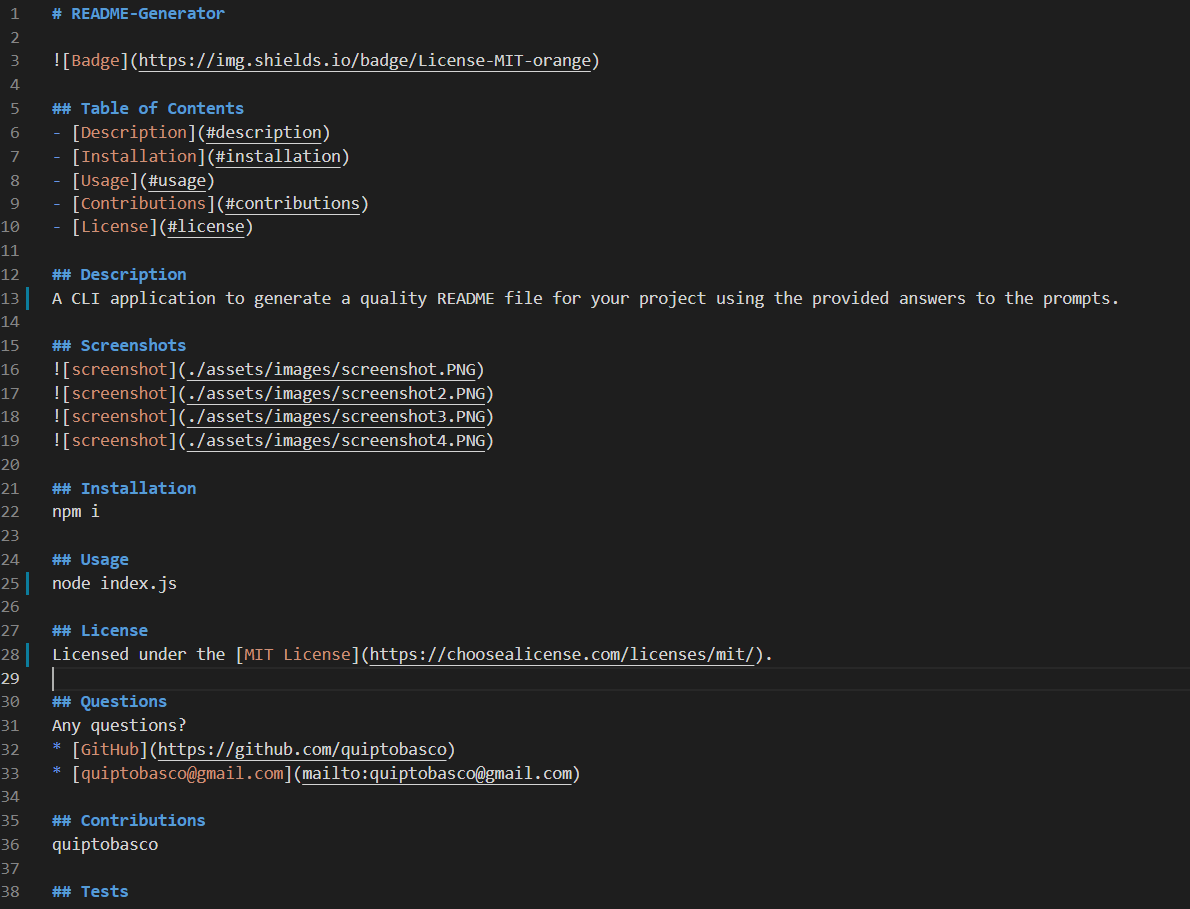 1 # README-Generator
2
3 ![Badge](https://img.shields.io/badge/License-MIT-orange)
4
5 ## Table of Contents
6 - [Description](#description)
7 - [Installation](#installation)
8 - [Usage](#usage)
9 - [Contributions](#contributions)
10 - [License](#license)
11
12 ## Description
13 A CLI application to generate a quality README file for your project using the provided answers to the prompts.
14
15 ## Screenshots
16 ![screenshot](./assets/images/screenshot.PNG)
17 ![screenshot](./assets/images/screenshot2.PNG)
18 ![screenshot](./assets/images/screenshot3.PNG)
19 ![screenshot](./assets/images/screenshot4.PNG)
20
21 ## Installation
22 npm i
23
24 ## Usage
25 node index.js
26
27 ## License
28 Licensed under the [MIT License](https://choosealicense.com/licenses/mit/).
29
30 ## Questions
31 Any questions?
32 * [GitHub](https://github.com/quiptobasco)
33 * [quiptobasco@gmail.com](mailto:quiptobasco@gmail.com)
34
35 ## Contributions
36 quiptobasco
37
38 ## Tests